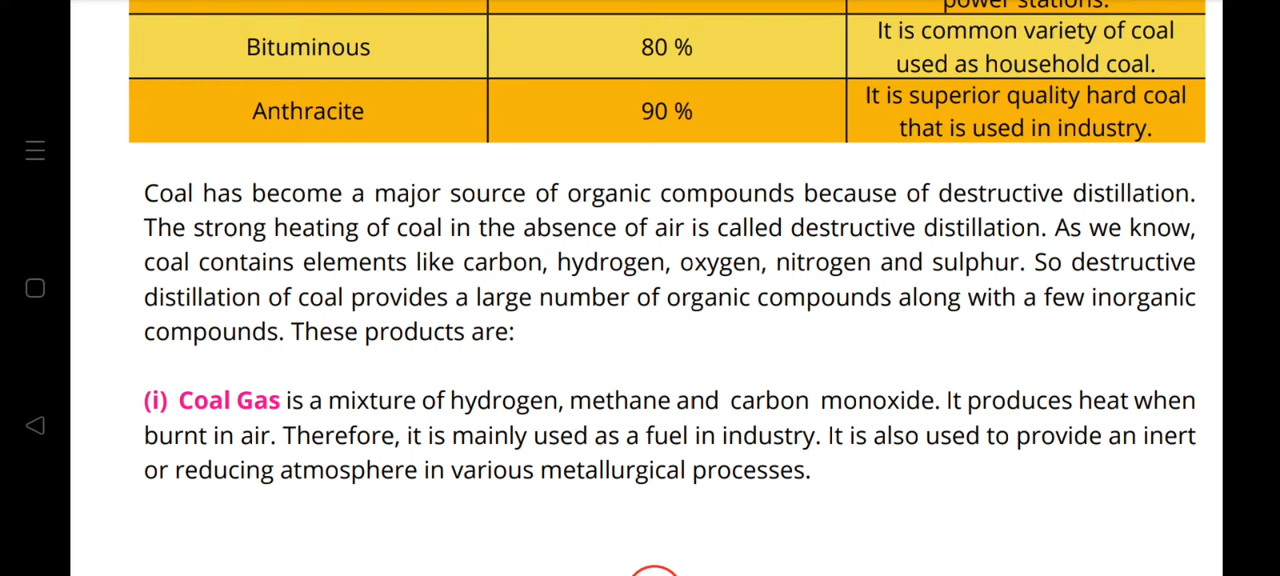 power stations.
Bituminous 80 % It is common variety of coal
used as household coal.
Anthracite 90 % It is superior quality hard coal
that is used in industry.
Coal has become a major source of organic compounds because of destructive distillation.
The strong heating of coal in the absence of air is called destructive distillation. As we know,
coal contains elements like carbon, hydrogen, oxygen, nitrogen and sulphur. So destructive
distillation of coal provides a large number of organic compounds along with a few inorganic
compounds. These products are:
(i) Coal Gas is a mixture of hydrogen, methane and carbon monoxide. It produces heat when
burnt in air. Therefore, it is mainly used as a fuel in industry. It is also used to provide an inert
or reducing atmosphere in various metallurgical processes.